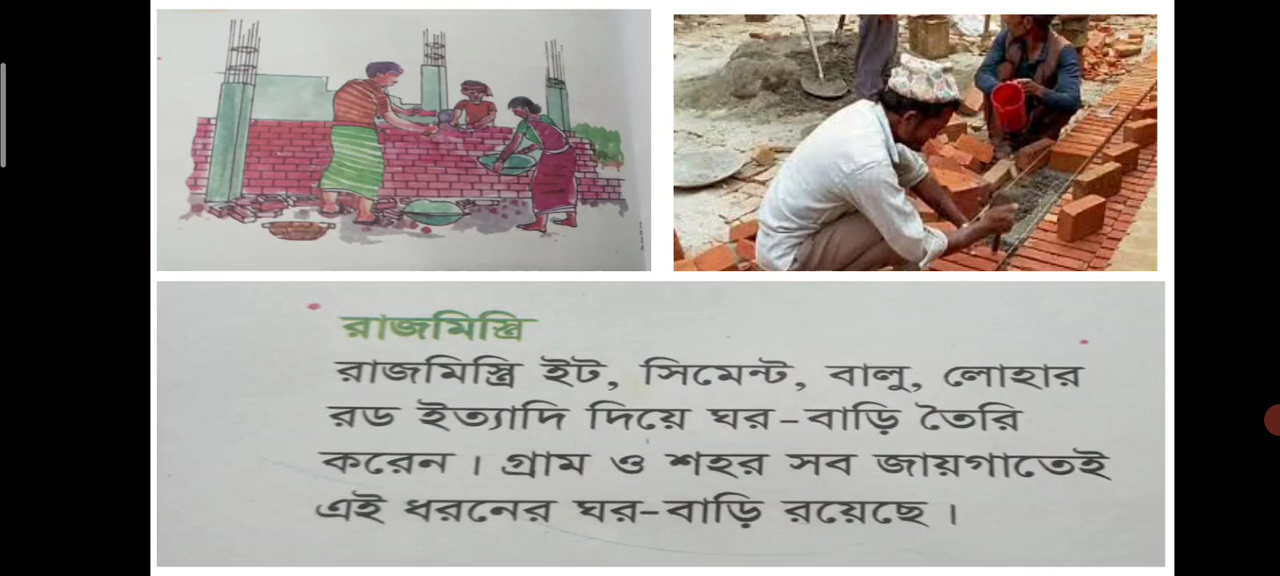 রাজমিস্ত্রি
রাজমিস্ত্রি ইট, সিমেন্ট, বালু, লোহার
রড ইত্যাদি দিয়ে ঘর-বাড়ি তৈরি
করেন। গ্রাম ও শহর সব জায়গাতেই
এই ধরনের ঘর-বাড়ি রয়েছে।